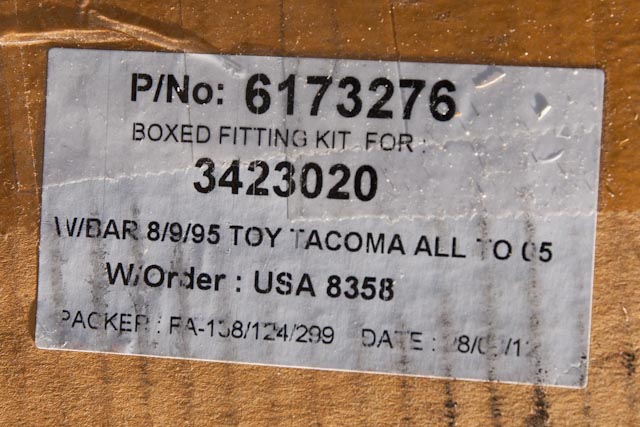 P/No: 6173276
BOXED FITTING KIT FOR :
3423020
W/BAR 8/9/95 TOY TACOMA ALL TO 05
W/Order : USA 8358
PACKER : FA-138/124/299 DATE :